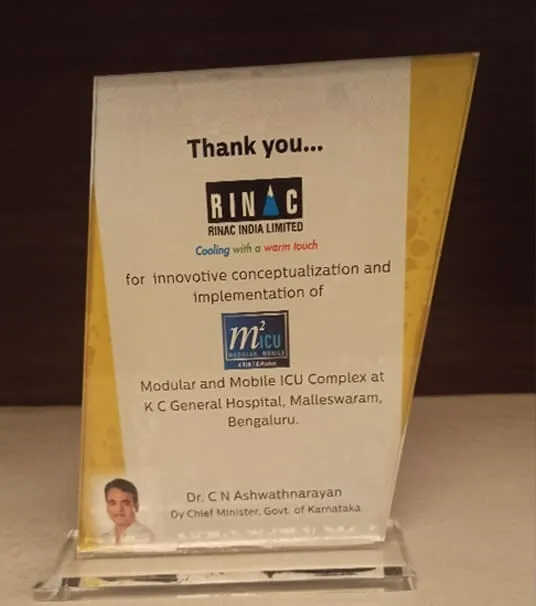 Thank you...
RINAC
RINAC INDIA LIMITED
Cooling with a warm touch
for innovotive conceptualization and
implementation of
m²ICU
MODULAR MOBILE
Modular and Mobile ICU Complex at
K C General Hospital, Malleswaram,
Bengaluru.
Dr. C N Ashwathnarayan
Dy Chief Minister, Govt. of Karnataka.